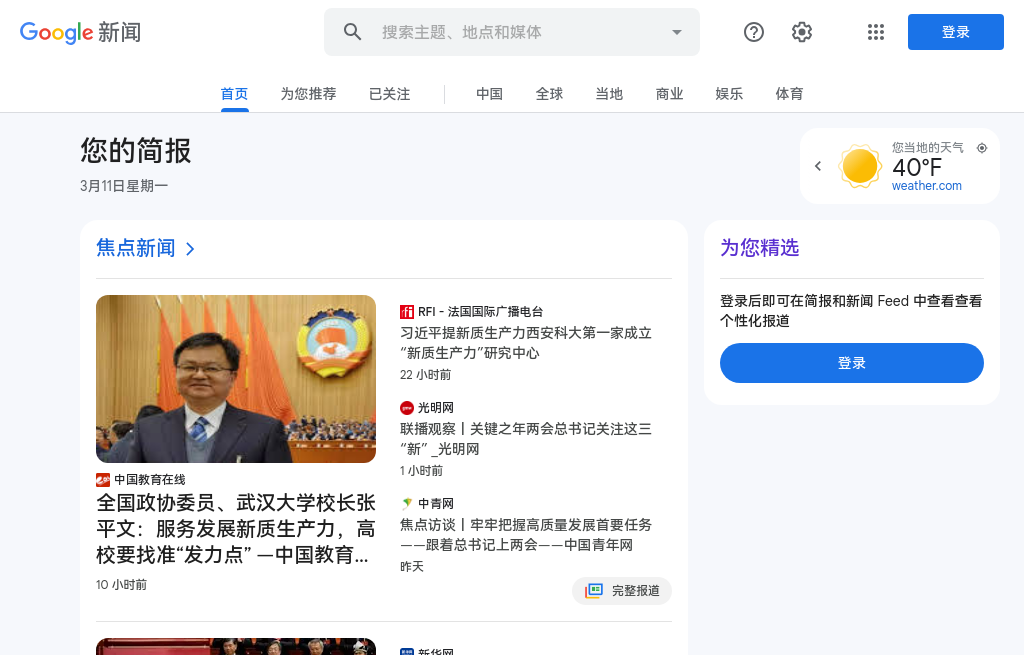 Google 新闻
搜索主题、地点和媒体
登录
首页
为您推荐
已关注
中国
全球
当地
商业
娱乐
体育
您的简报
3月11日星期一
您当地的天气
40°F
weather.com
焦点新闻
中国教育在线
全国政协委员、武汉大学校长张
平文：服务发展新质生产力，高
校要找准“发力点” —中国教育...
10 小时前
RFI - 法国国际广播电台
习近平提新质生产力西安科大第一家成立
“新质生产力”研究中心
22 小时前
光明网
联播观察丨关键之年两会总书记关注这三
“新” _光明网
1 小时前
中青网
焦点访谈丨牢牢把握高质量发展首要任务
——跟着总书记上两会——中国青年网
昨天
完整报道
新华网
为您精选
登录后即可在简报和新闻 Feed 中查看查看
个性化报道
登录